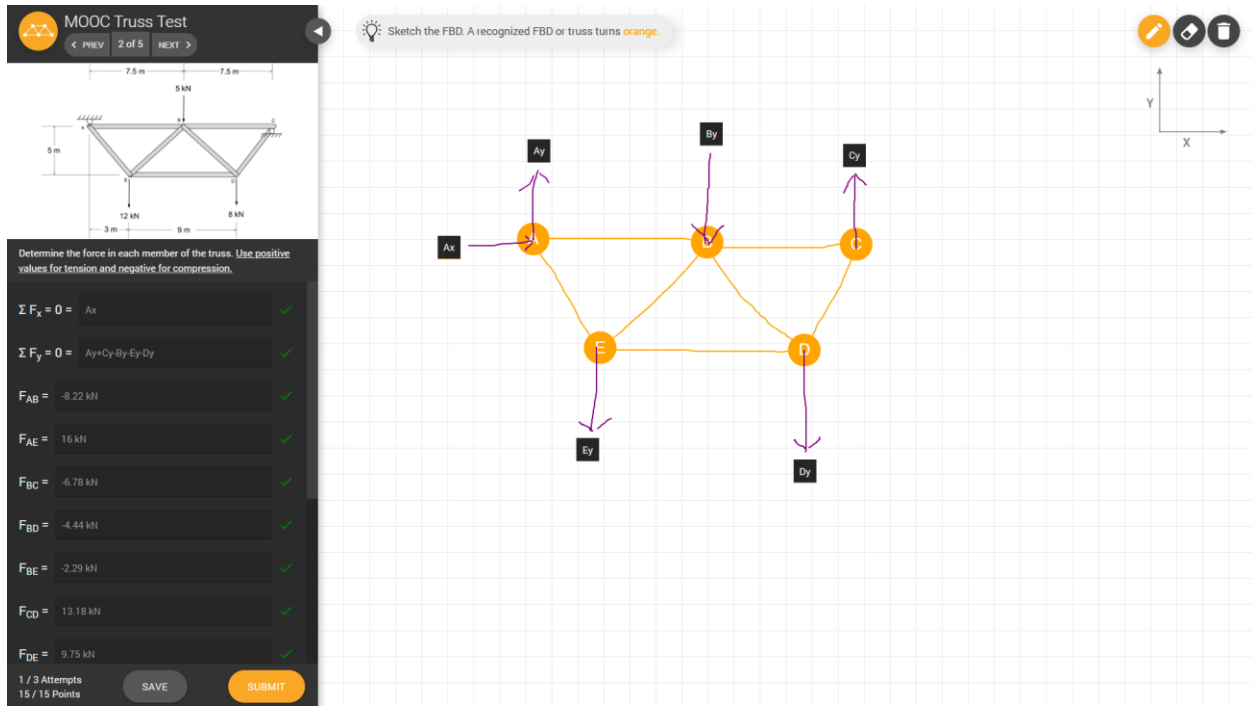 MOOC Truss Test
PREV 2 of 5 NEXT
Sketch the FBD. A recognized FBD or truss turns orange.
7.5 m 7.5 m
5 kN
A B C
5 m
E D
12 kN 8 kN
3 m 9 m
Determine the force in each member of the truss. Use positive
values for tension and negative for compression.
Σ Fx = 0 = Ax
Σ Fy = 0 = Ay+Cy-By-Ey-Dy
FAB = -8.22 kN
FAE = 16 kN
FBC = -6.78 kN
FBD = -4.44 kN
FBE = -2.29 kN
FCD = 13.18 kN
FDE = 9.75 kN
1 / 3 Attempts
15 / 15 Points
SAVE SUBMIT
Y
X
By
Ay Cy
Ax A B C
E D
Ey
Dy